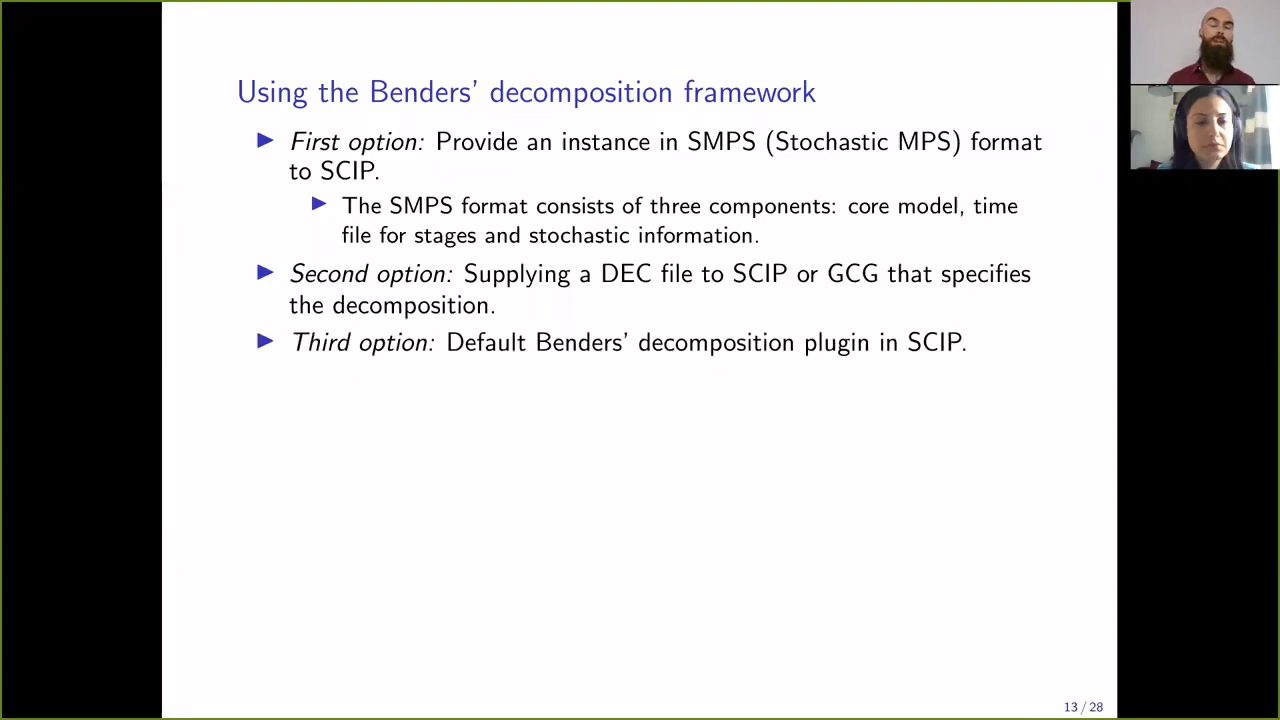 Using the Benders' decomposition framework
▶ First option: Provide an instance in SMPS (Stochastic MPS) format
to SCIP.
▶ The SMPS format consists of three components: core model, time
file for stages and stochastic information.
▶ Second option: Supplying a DEC file to SCIP or GCG that specifies
the decomposition.
▶ Third option: Default Benders' decomposition plugin in SCIP.
13 / 28